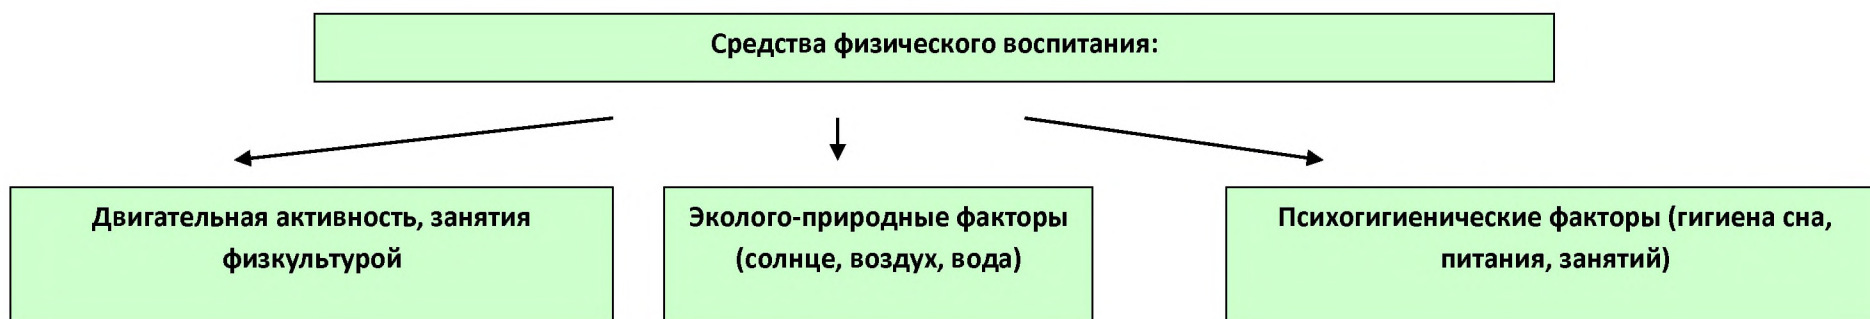 Средства физического воспитания:
Двигательная активность, занятия
физкультурой
Эколого-природные факторы
(солнце, воздух, вода)
Психогигиенические факторы (гигиена сна,
питания, занятий)